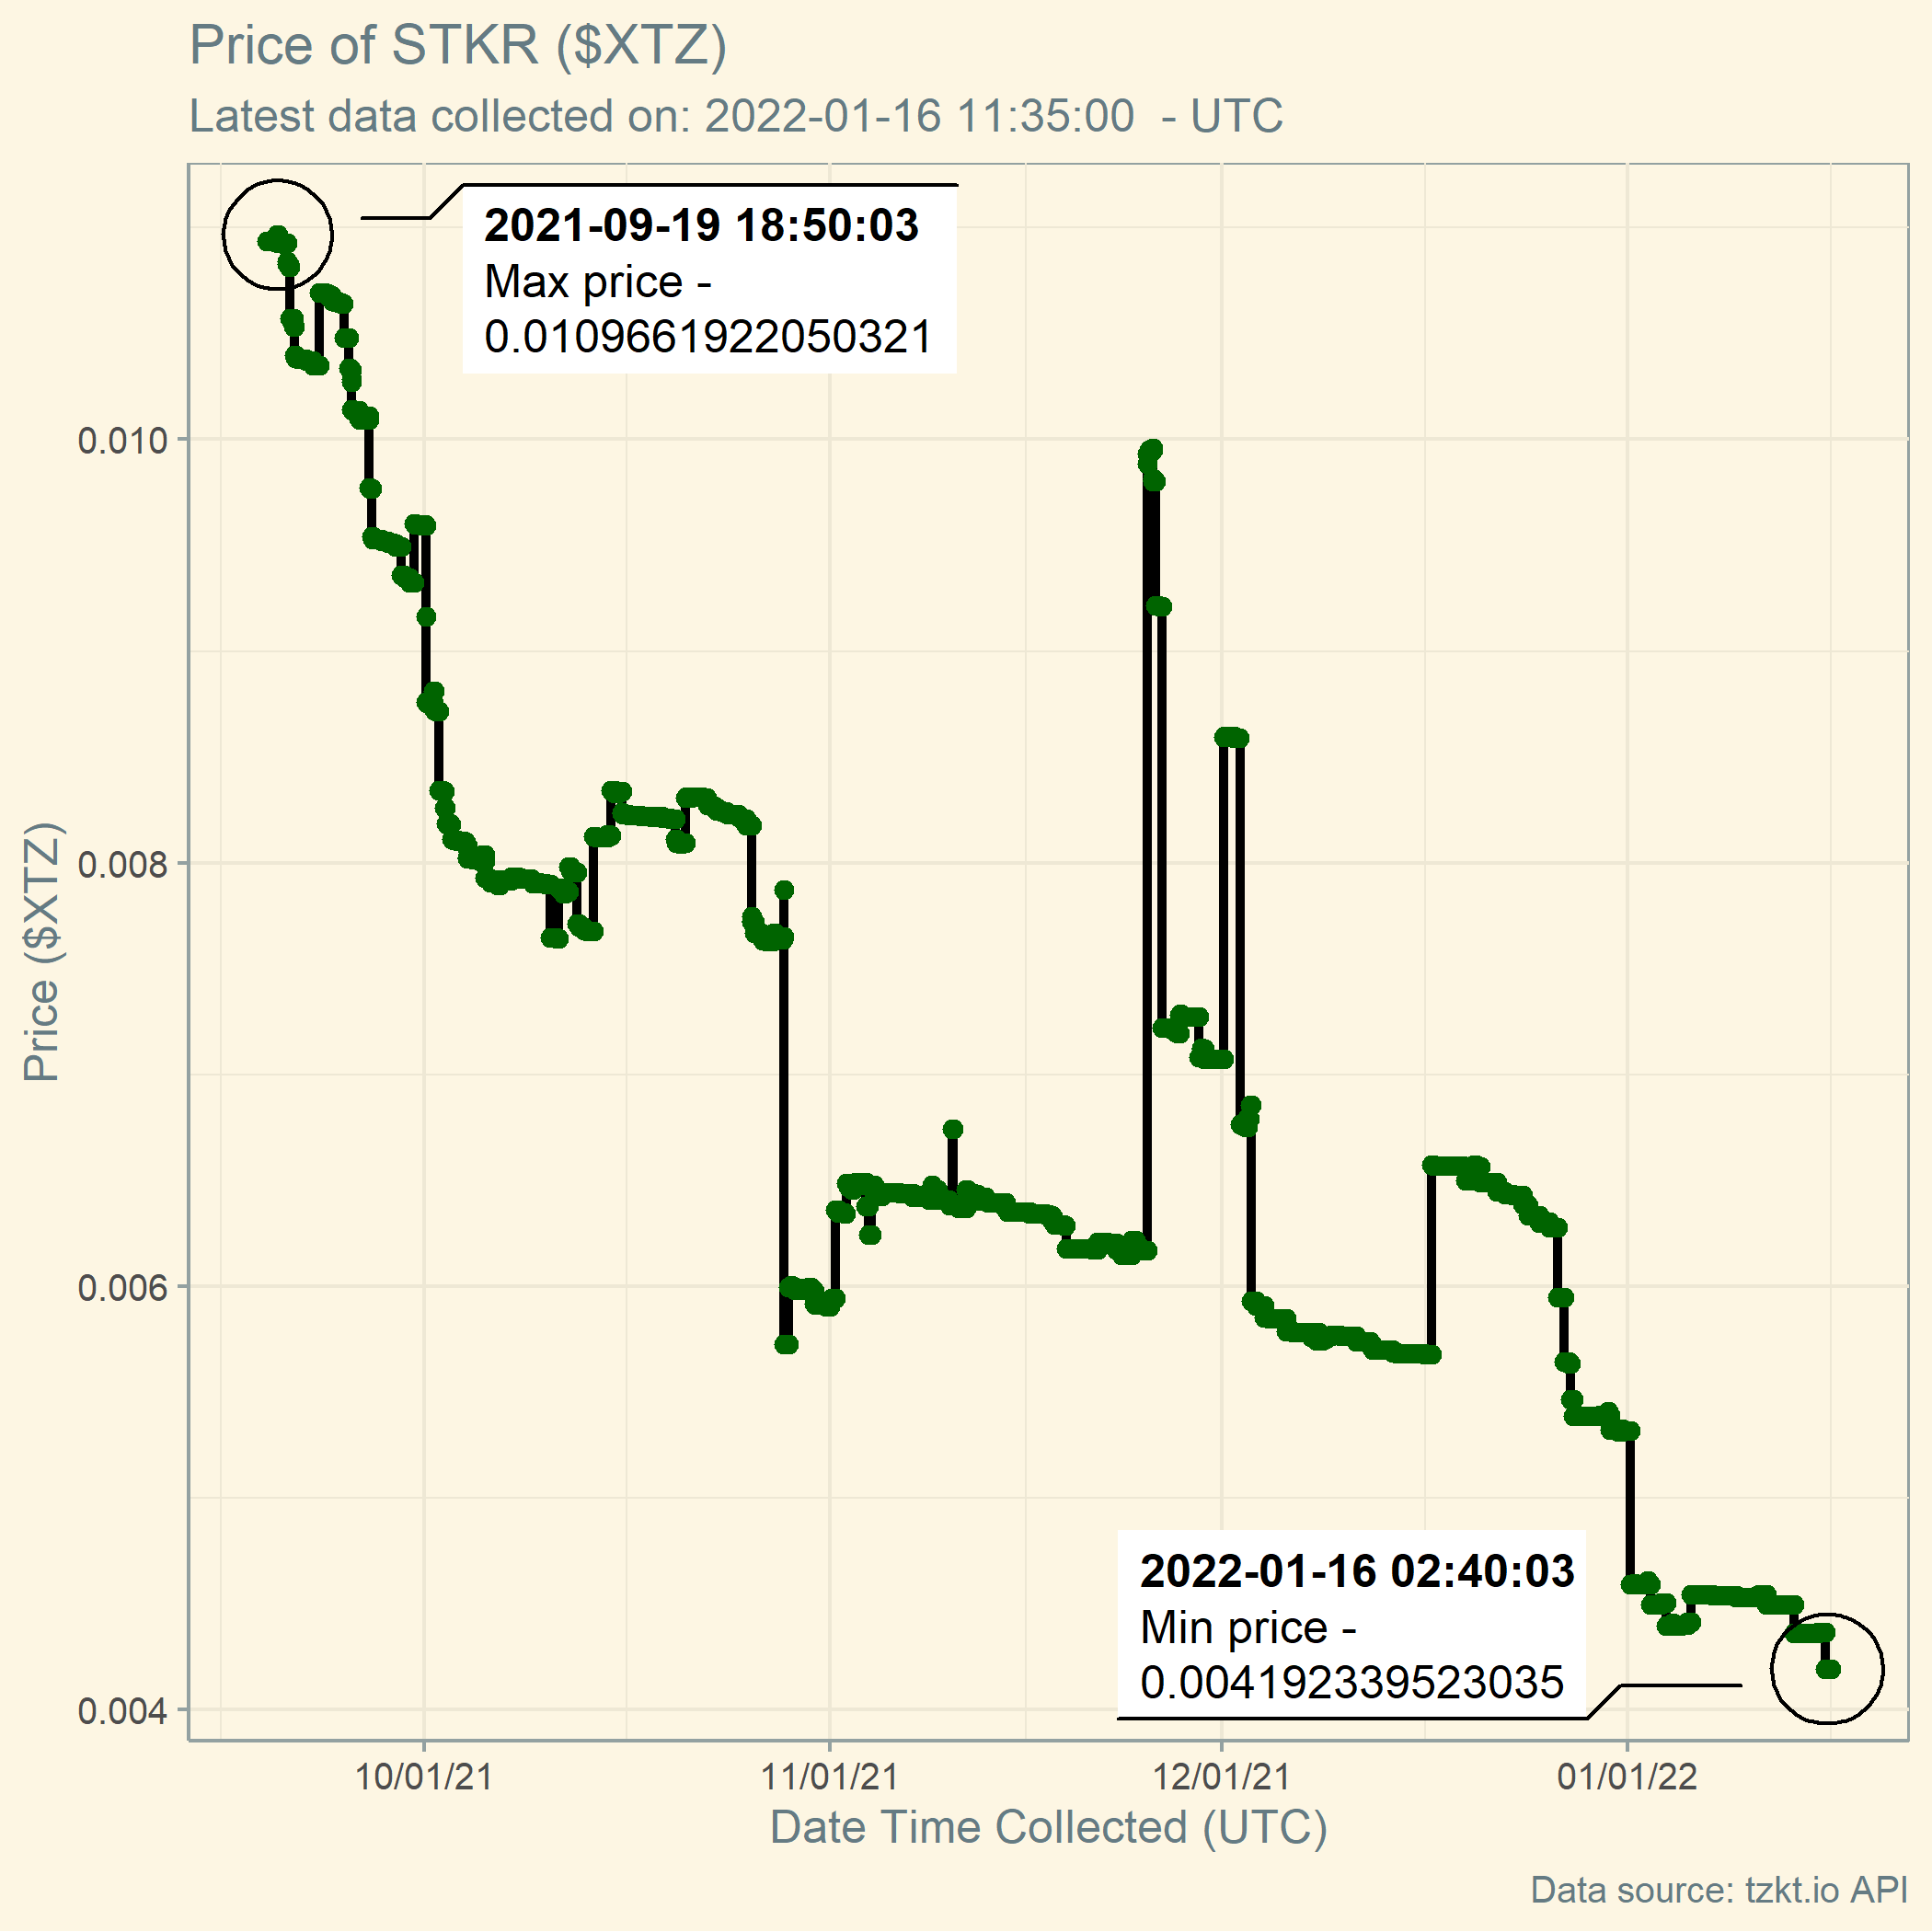 Price of STKR ($XTZ)
Latest data collected on: 2022-01-16 11:35:00  - UTC
2021-09-19 18:50:03
Max price -
0.0109661922050321
0.010
0.008
0.006
0.004
Price ($XTZ)
2022-01-16 02:40:03
Min price -
0.004192339523035
10/01/21
11/01/21
12/01/21
01/01/22
Date Time Collected (UTC)
Data source: tzkt.io API